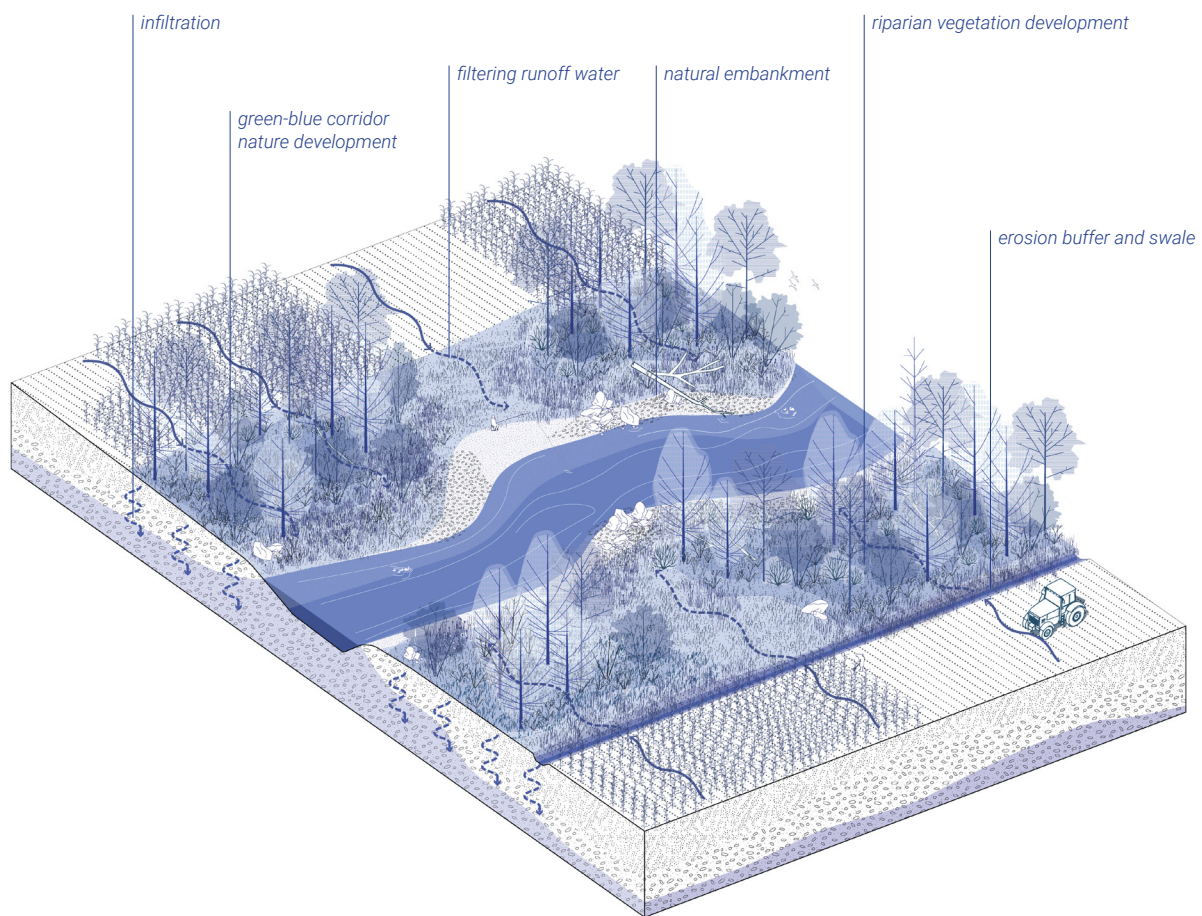 infiltration
riparian vegetation development
filtering runoff water
natural embankment
green-blue corridor
nature development
erosion buffer and swale